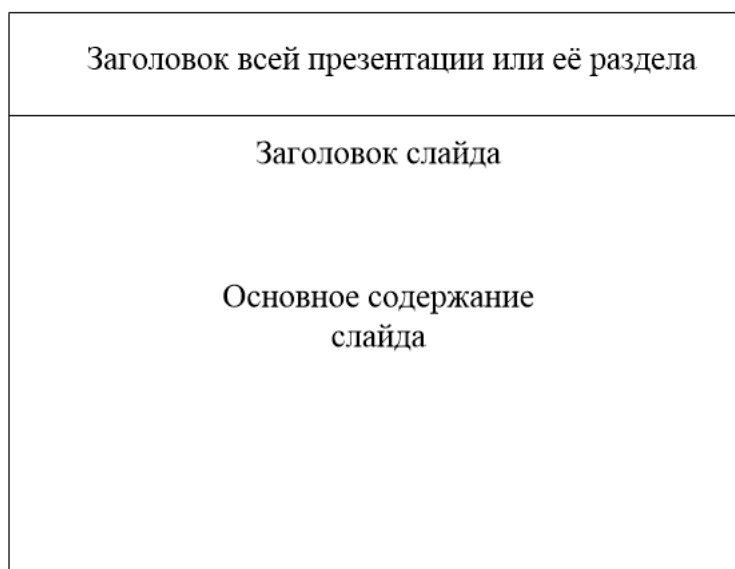 Заголовок всей презентации или её раздела
Заголовок слайда
Основное содержание
слайда